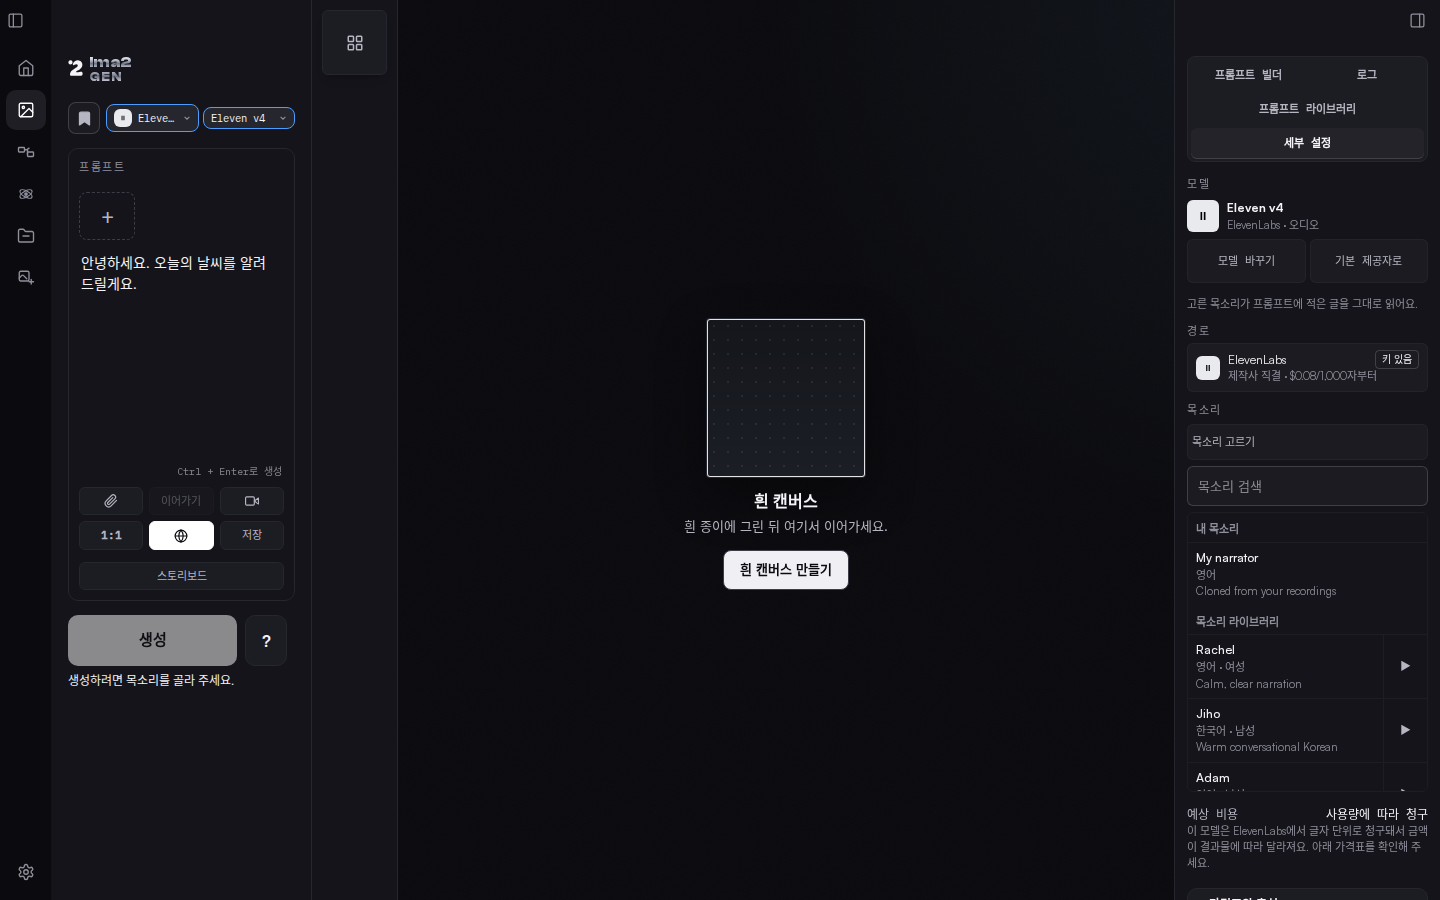 ima2
GEN
Eleve…
Eleven v4
프롬프트
+
안녕하세요. 오늘의 날씨를 알려
드릴게요.
Ctrl + Enter로 생성
이어가기
1:1
저장
스토리보드
생성
?
생성하려면 목소리를 골라 주세요.
흰 캔버스
흰 종이에 그린 뒤 여기서 이어가세요.
흰 캔버스 만들기
프롬프트 빌더
로그
프롬프트 라이브러리
세부 설정
모델
Eleven v4
ElevenLabs · 오디오
모델 바꾸기
기본 제공자로
고른 목소리가 프롬프트에 적은 글을 그대로 읽어요.
경로
ElevenLabs
키 있음
제작사 직결 · $0.08/1,000자부터
목소리
목소리 고르기
목소리 검색
내 목소리
My narrator
영어
Cloned from your recordings
목소리 라이브러리
Rachel
영어 · 여성
Calm, clear narration
Jiho
한국어 · 남성
Warm conversational Korean
Adam
예상 비용
사용량에 따라 청구
이 모델은 ElevenLabs에서 글자 단위로 청구돼서 금액
이 결과물에 따라 달라져요. 아래 가격표를 확인해 주
세요.